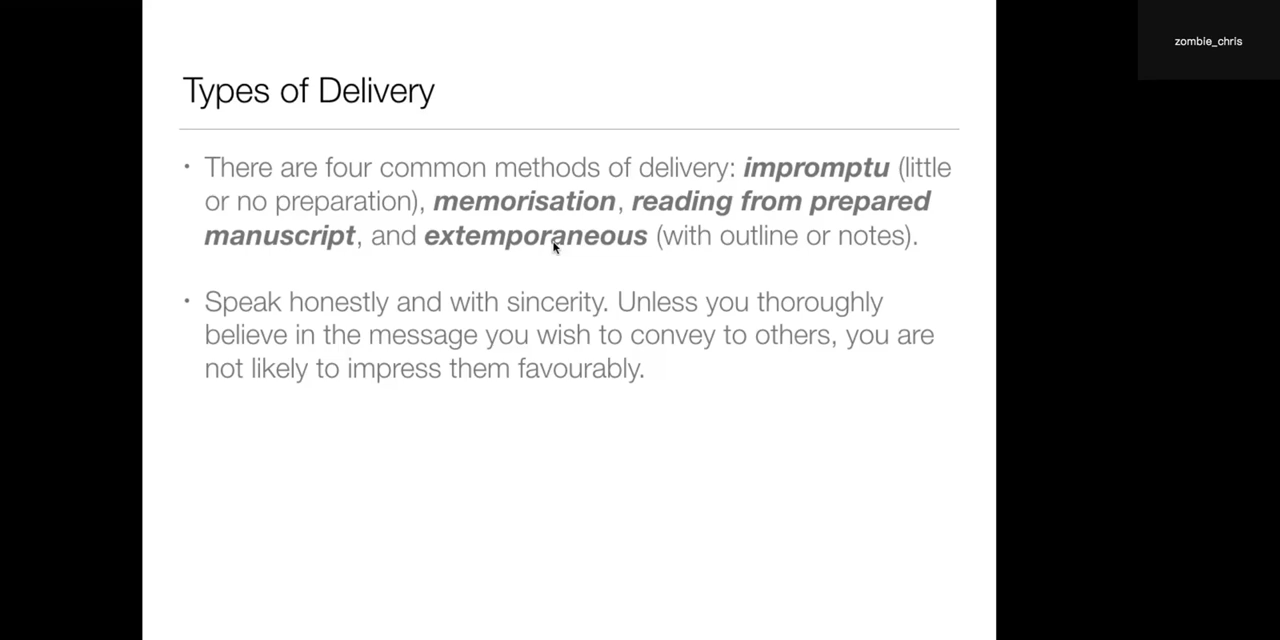 zombie_chris
Types of Delivery
• There are four common methods of delivery: impromptu (little
or no preparation), memorisation, reading from prepared
manuscript, and extemporaneous (with outline or notes).
• Speak honestly and with sincerity. Unless you thoroughly
believe in the message you wish to convey to others, you are
not likely to impress them favourably.